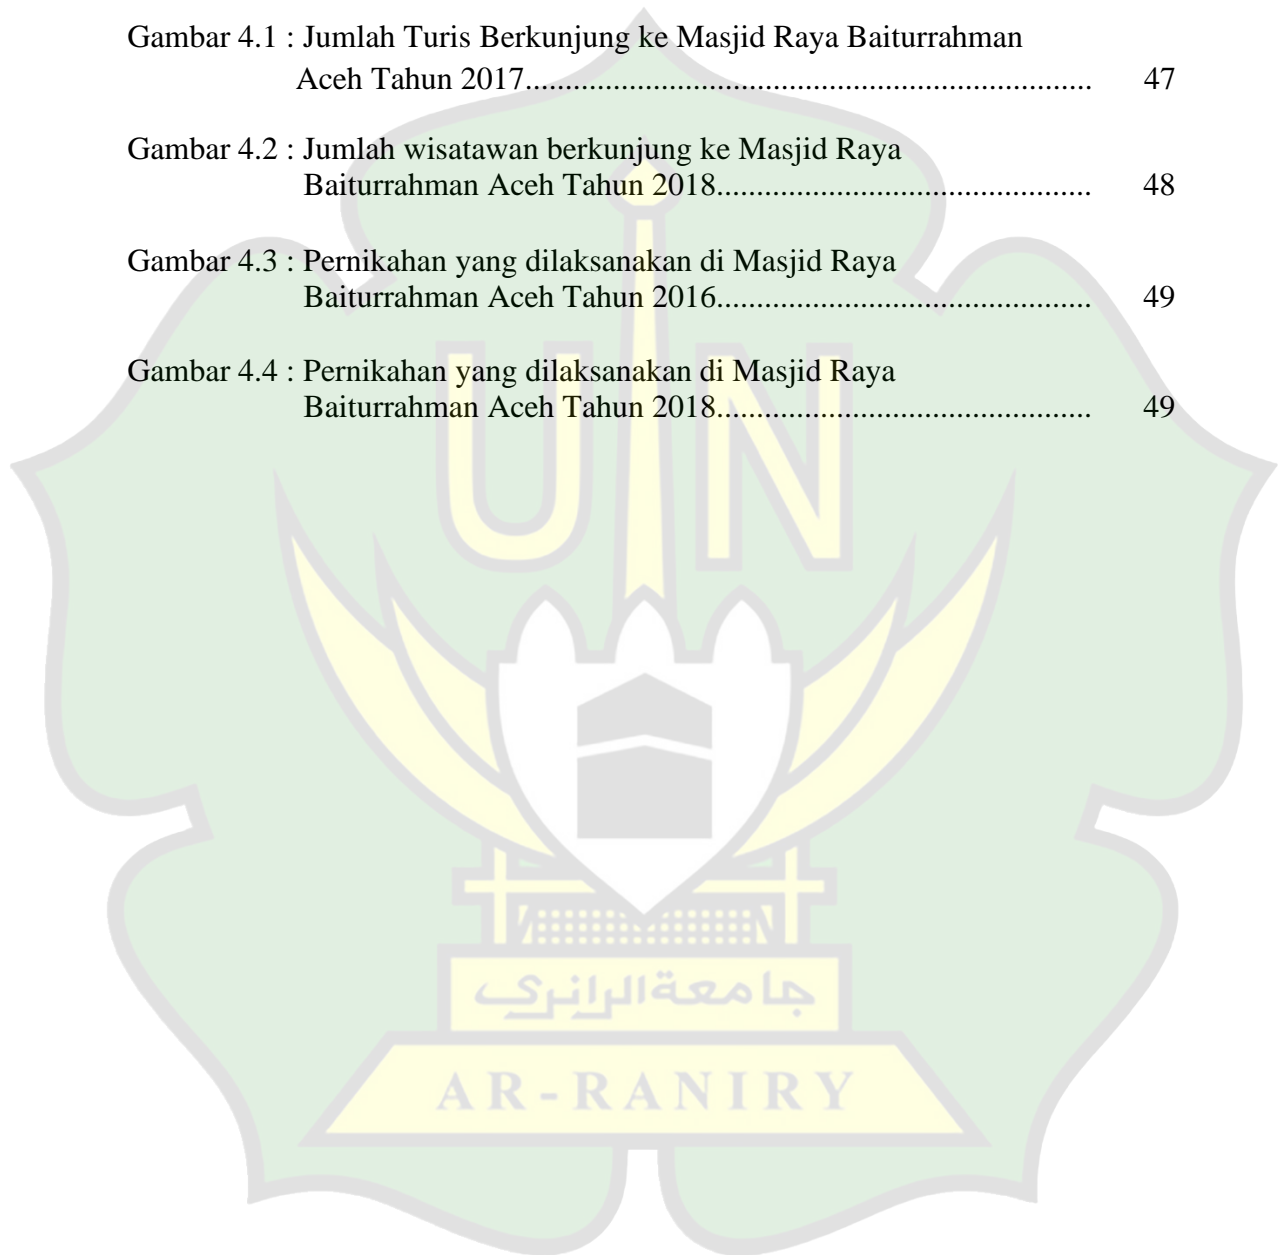 Gambar 4.1 : Jumlah Turis Berkunjung ke Masjid Raya Baiturrahman
Aceh Tahun 2017...................................................................... 47
Gambar 4.2 : Jumlah wisatawan berkunjung ke Masjid Raya
Baiturrahman Aceh Tahun 2018.............................................. 48
Gambar 4.3 : Pernikahan yang dilaksanakan di Masjid Raya
Baiturrahman Aceh Tahun 2016.............................................. 49
Gambar 4.4 : Pernikahan yang dilaksanakan di Masjid Raya
Baiturrahman Aceh Tahun 2018.............................................. 49
UIN
جامعة الرانري
AR-RANIRY